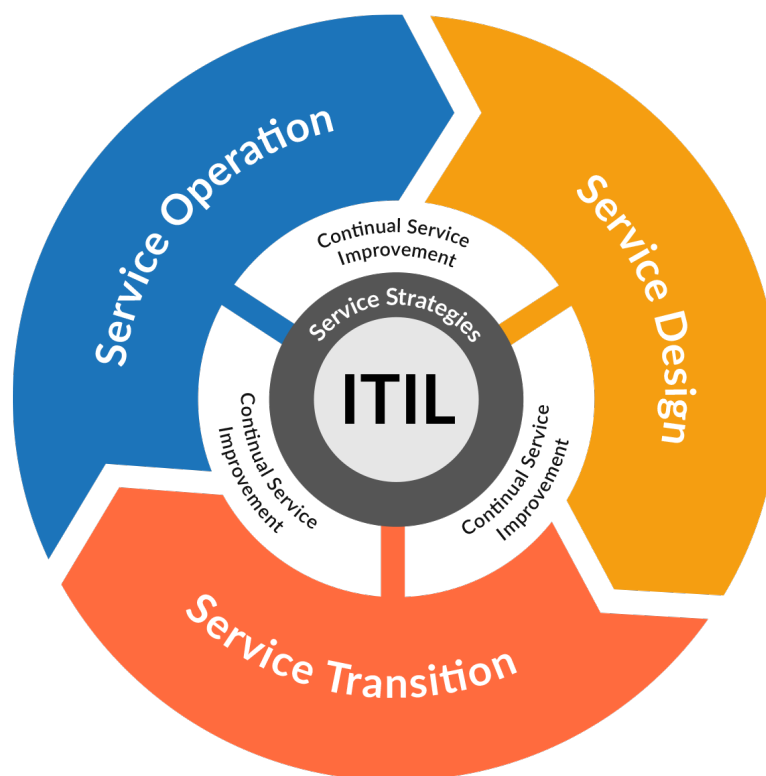 Service Operation
Service Design
Continual Service
Improvement
Service Strategies
ITIL
Continual Service
Improvement
Continual Service
Improvement
Service Transition